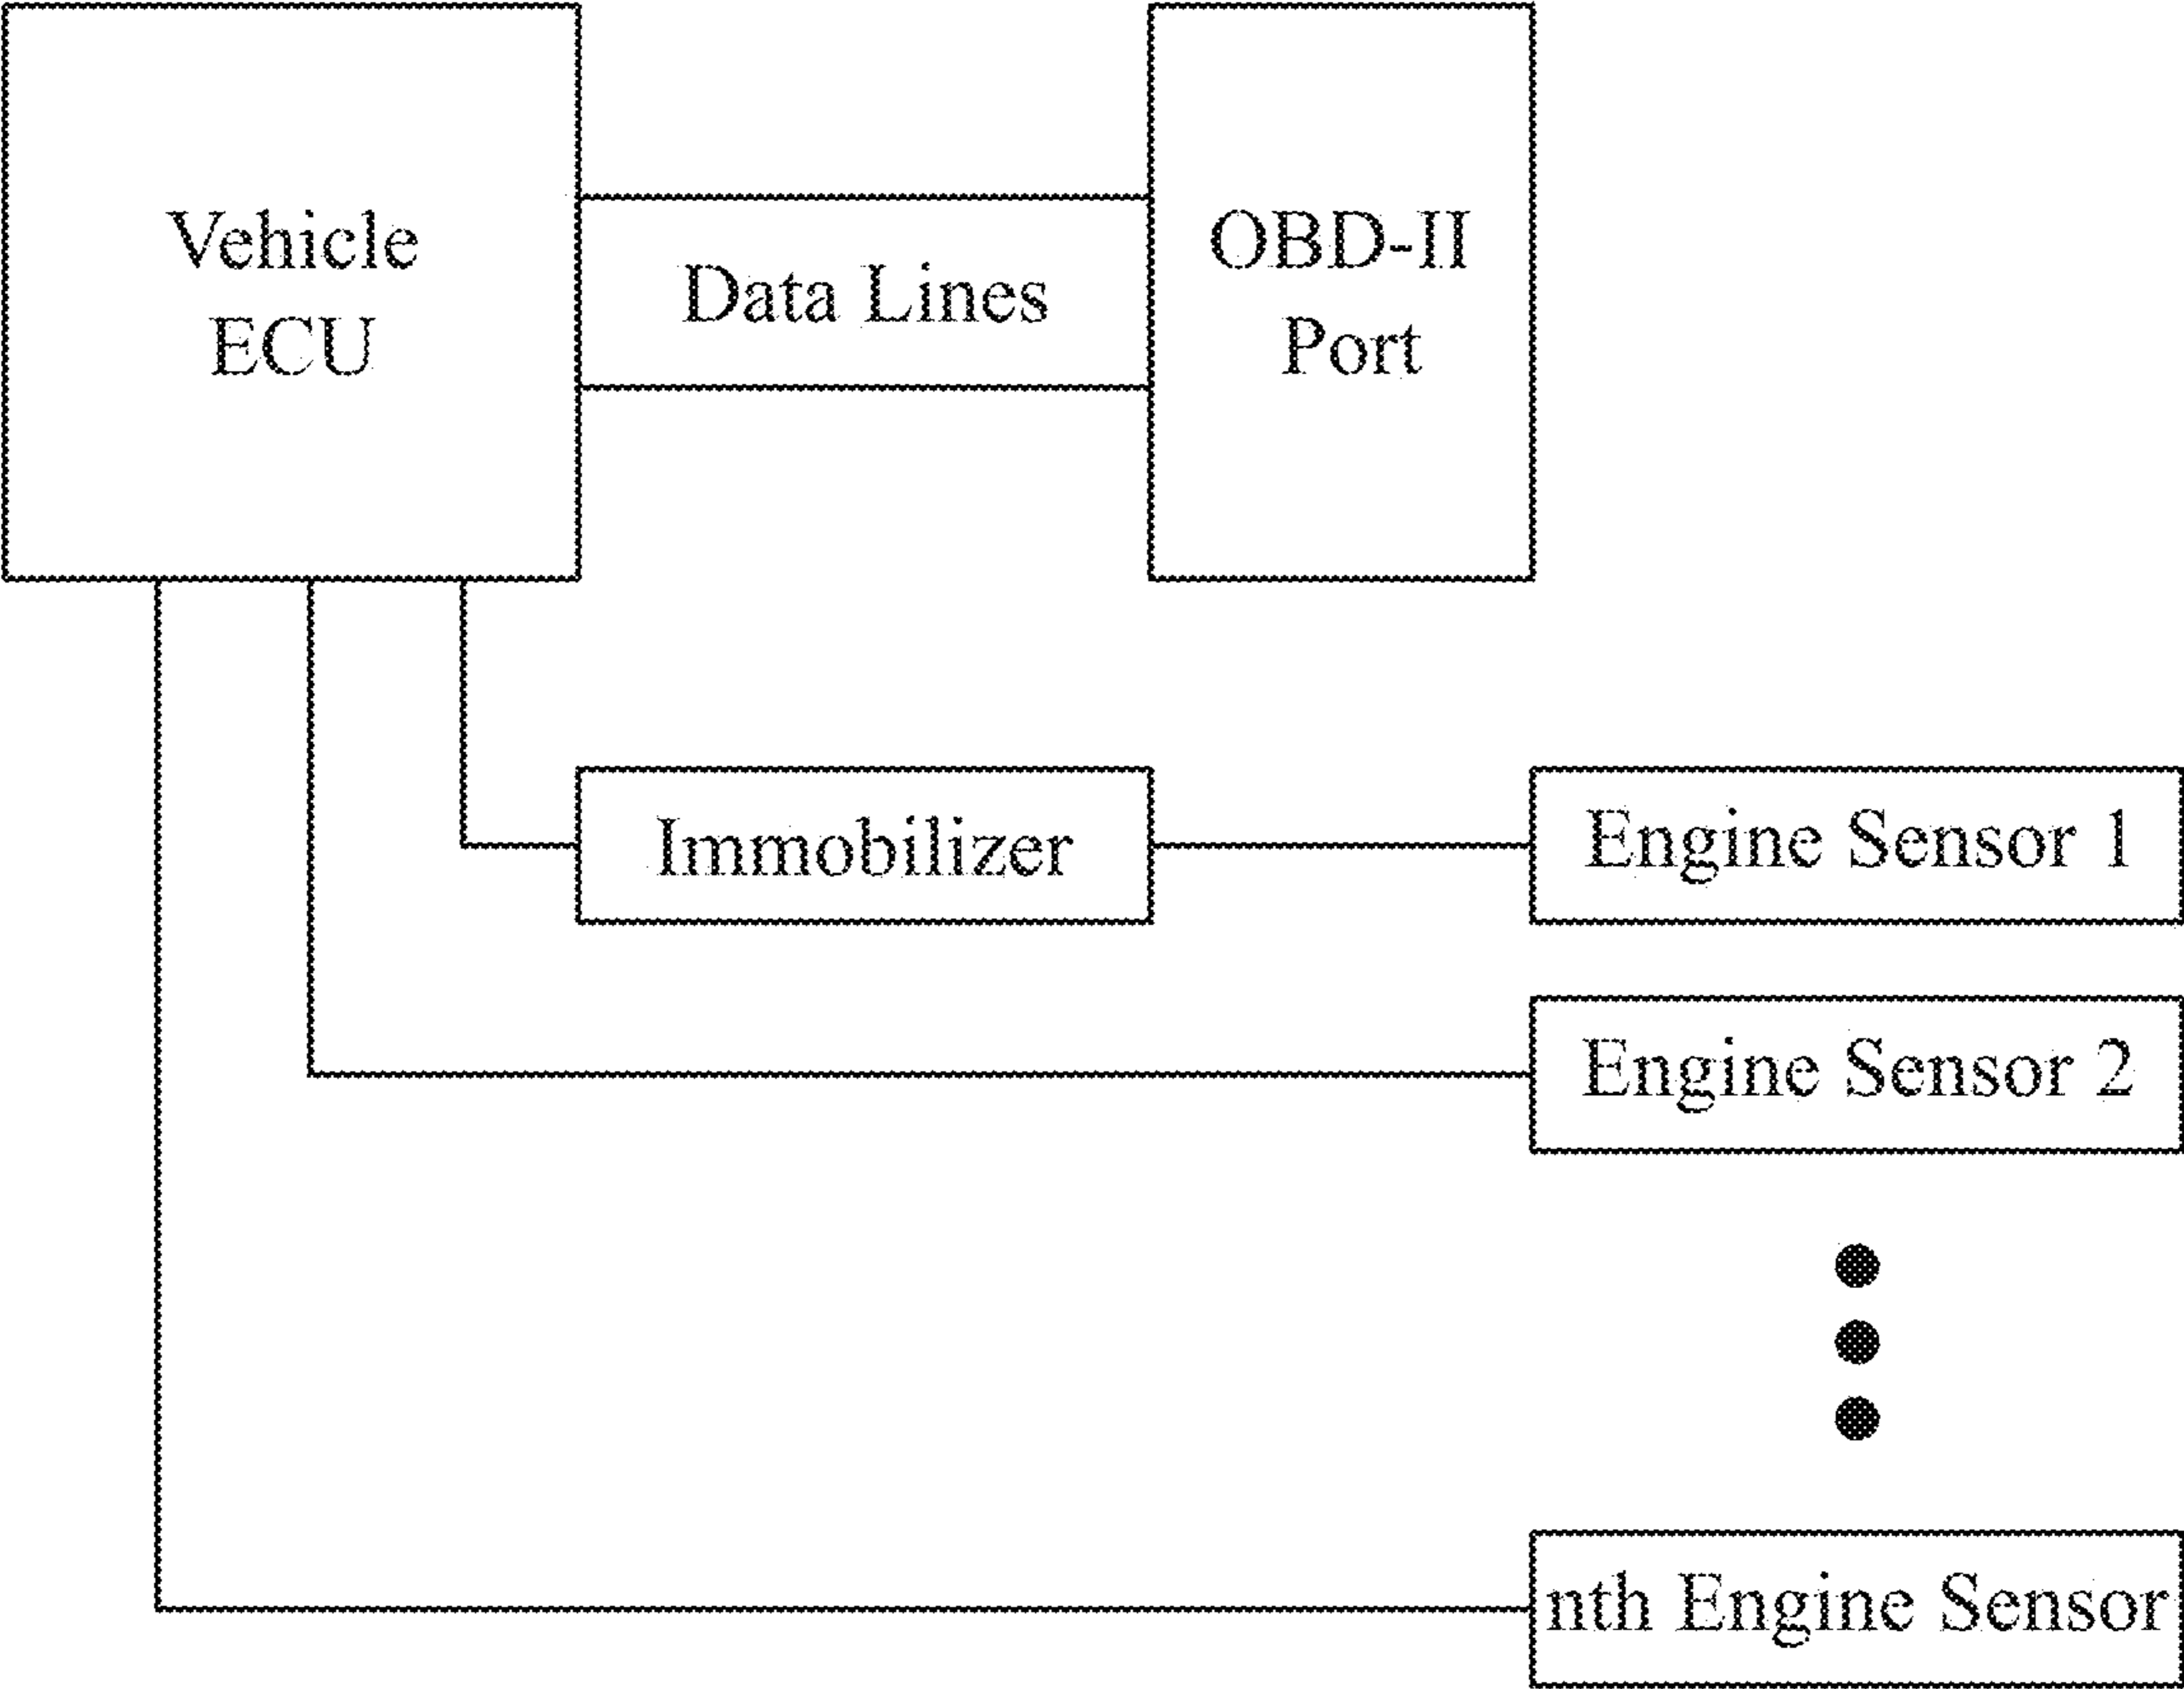 Vehicle
ECU
Data Lines
OBD-II
Port
Immobilizer
Engine Sensor 1
Engine Sensor 2
nth Engine Sensor